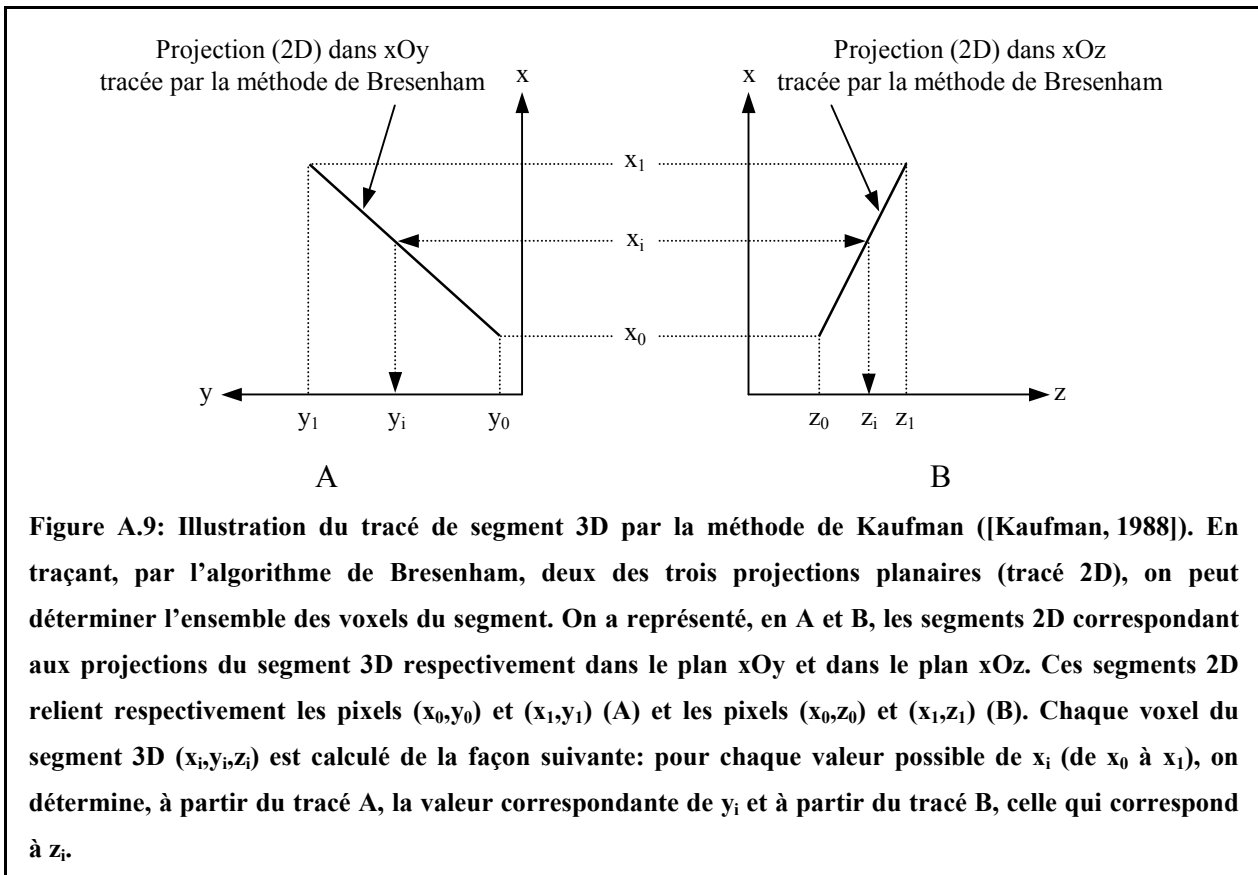 Projection (2D) dans xOy
tracée par la méthode de Bresenham
Projection (2D) dans xOz
tracée par la méthode de Bresenham
x
x
x₁
xᵢ
x₀
y
z
y₁
yᵢ
y₀
z₀
zᵢ
z₁
A
B
Figure A.9: Illustration du tracé de segment 3D par la méthode de Kaufman ([Kaufman, 1988]). En
traçant, par l’algorithme de Bresenham, deux des trois projections planaires (tracé 2D), on peut
déterminer l’ensemble des voxels du segment. On a représenté, en A et B, les segments 2D correspondant
aux projections du segment 3D respectivement dans le plan xOy et dans le plan xOz. Ces segments 2D
relient respectivement les pixels (x₀,y₀) et (x₁,y₁) (A) et les pixels (x₀,z₀) et (x₁,z₁) (B). Chaque voxel du
segment 3D (xᵢ,yᵢ,zᵢ) est calculé de la façon suivante: pour chaque valeur possible de xᵢ (de x₀ à x₁), on
détermine, à partir du tracé A, la valeur correspondante de yᵢ et à partir du tracé B, celle qui correspond
à zᵢ.